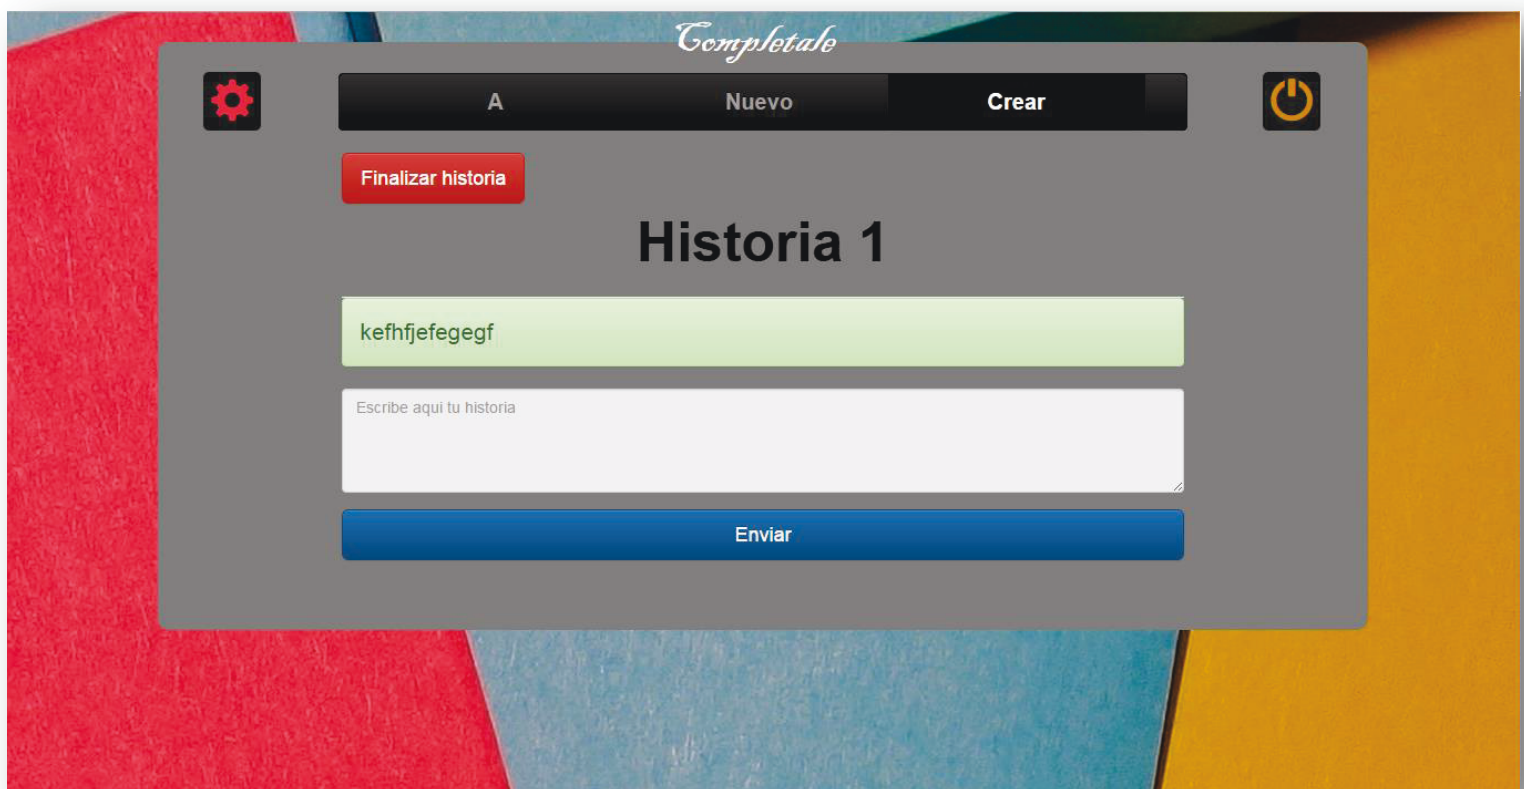 Completale
A Nuevo Crear
Finalizar historia
Historia 1
kefhfjefegegf
Escribe aqui tu historia
Enviar